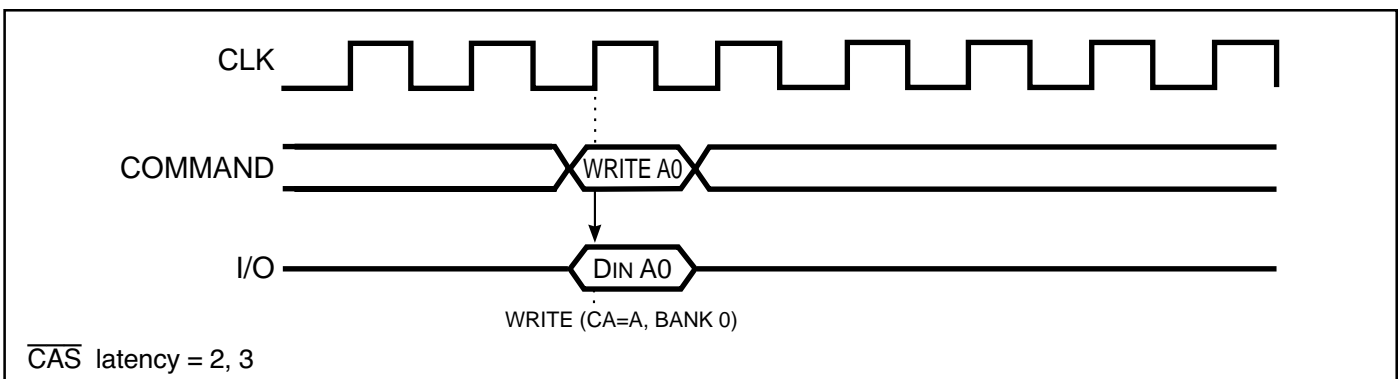 CLK
COMMAND
WRITE A0
I/O
DIN A0
WRITE (CA=A, BANK 0)
CAS latency = 2, 3